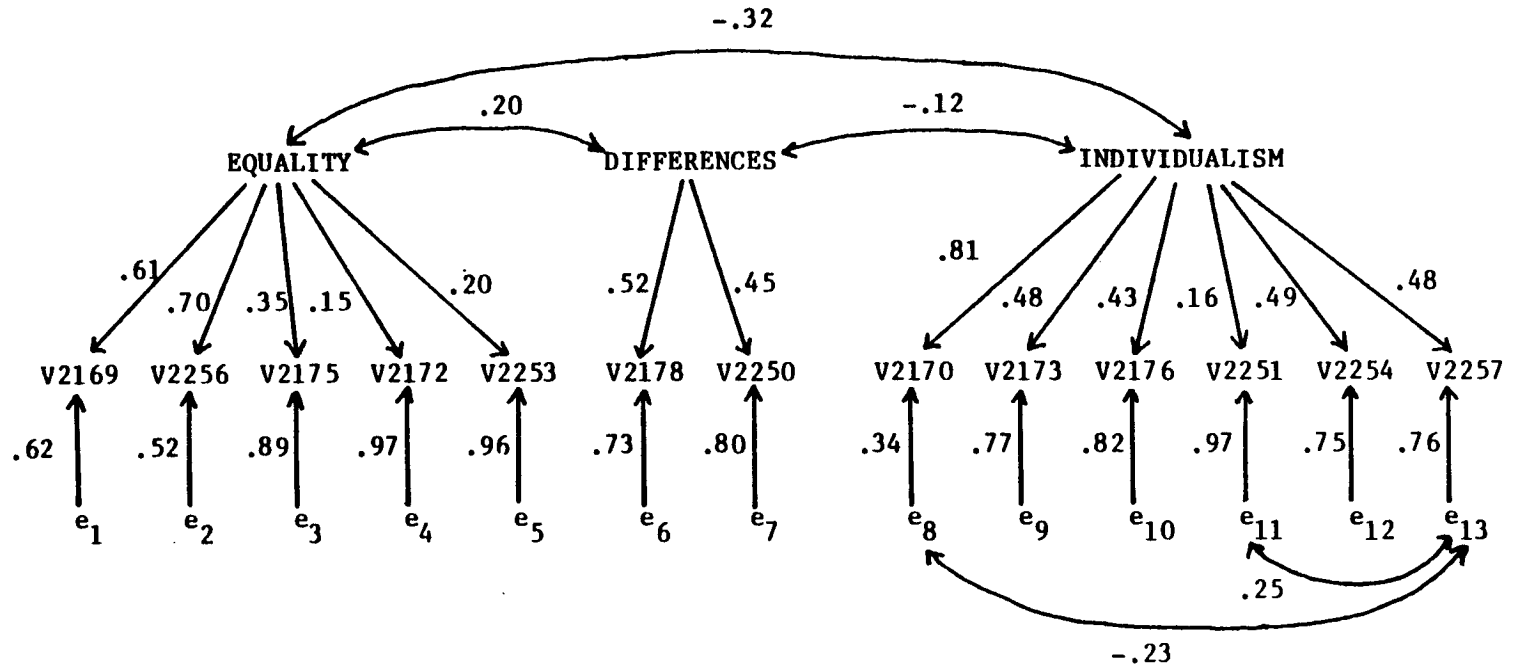 -.32
.20 -.12
EQUALITY DIFFERENCES INDIVIDUALISM
.61 .70 .35 .15 .20 .52 .45 .81 .48 .43 .16 .49 .48
V2169 V2256 V2175 V2172 V2253 V2178 V2250 V2170 V2173 V2176 V2251 V2254 V2257
.62 .52 .89 .97 .96 .73 .80 .34 .77 .82 .97 .75 .76
e1 e2 e3 e4 e5 e6 e7 e8 e9 e10 e11 e12 e13
.25
-.23